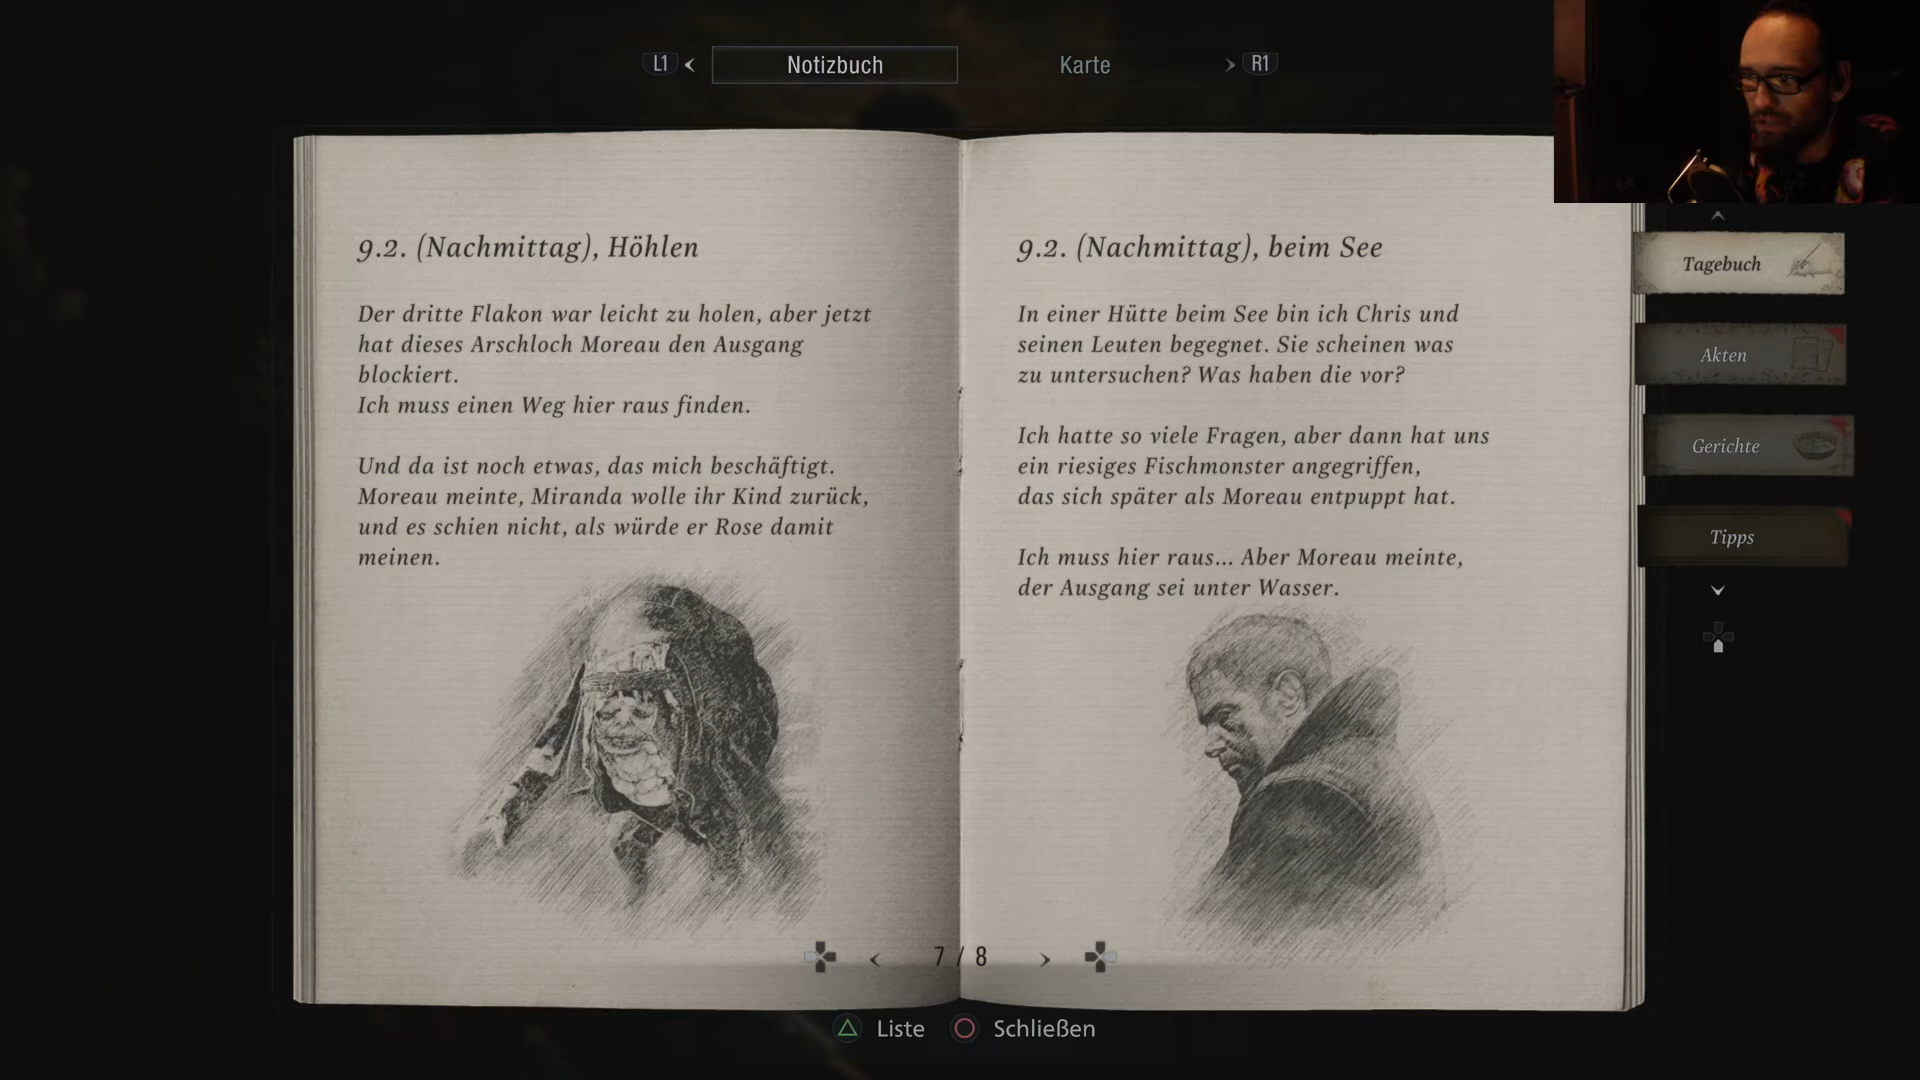 L1
Notizbuch
Karte
R1
9.2. (Nachmittag), Höhlen
Der dritte Flakon war leicht zu holen, aber jetzt
hat dieses Arschloch Moreau den Ausgang
blockiert.
Ich muss einen Weg hier raus finden.
Und da ist noch etwas, das mich beschäftigt.
Moreau meinte, Miranda wolle ihr Kind zurück,
und es schien nicht, als würde er Rose damit
meinen.
9.2. (Nachmittag), beim See
In einer Hütte beim See bin ich Chris und
seinen Leuten begegnet. Sie scheinen was
zu untersuchen? Was haben die vor?
Ich hatte so viele Fragen, aber dann hat uns
ein riesiges Fischmonster angegriffen,
das sich später als Moreau entpuppt hat.
Ich muss hier raus... Aber Moreau meinte,
der Ausgang sei unter Wasser.
Tagebuch
Akten
Gerichte
Tipps
7 / 8
Liste
Schließen